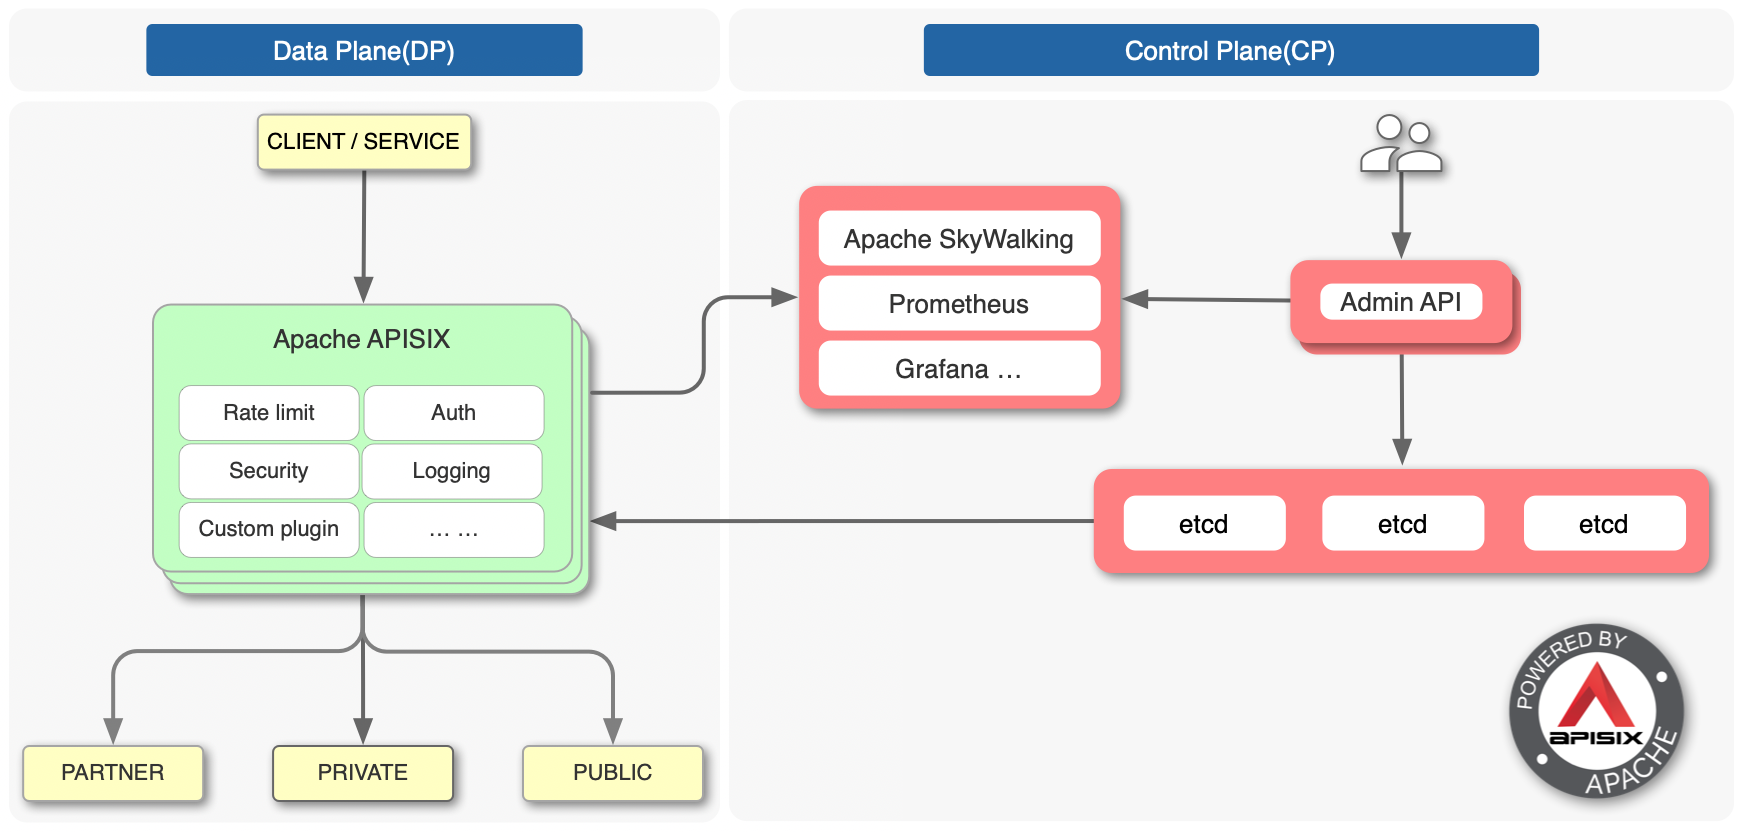 Data Plane(DP)
Control Plane(CP)
CLIENT / SERVICE
Apache APISIX
Rate limit
Auth
Security
Logging
Custom plugin
... ...
Apache SkyWalking
Prometheus
Grafana ...
Admin API
etcd
etcd
etcd
PARTNER
PRIVATE
PUBLIC
POWERED BY
APISIX
APACHE